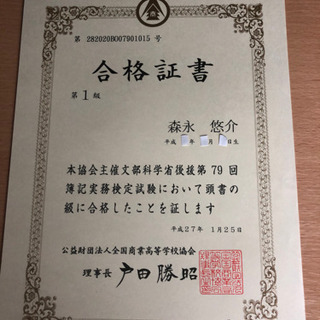 第 282020B007901015 号
合格証書
第1級
森永 悠介
平成 年 月 日生
本協会主催文部科学省後援第79回
簿記実務検定試験において頭書の
級に合格したことを証します
平成27年 1月25日
公益財団法人全国商業高等学校協会
理事長 戸田勝昭